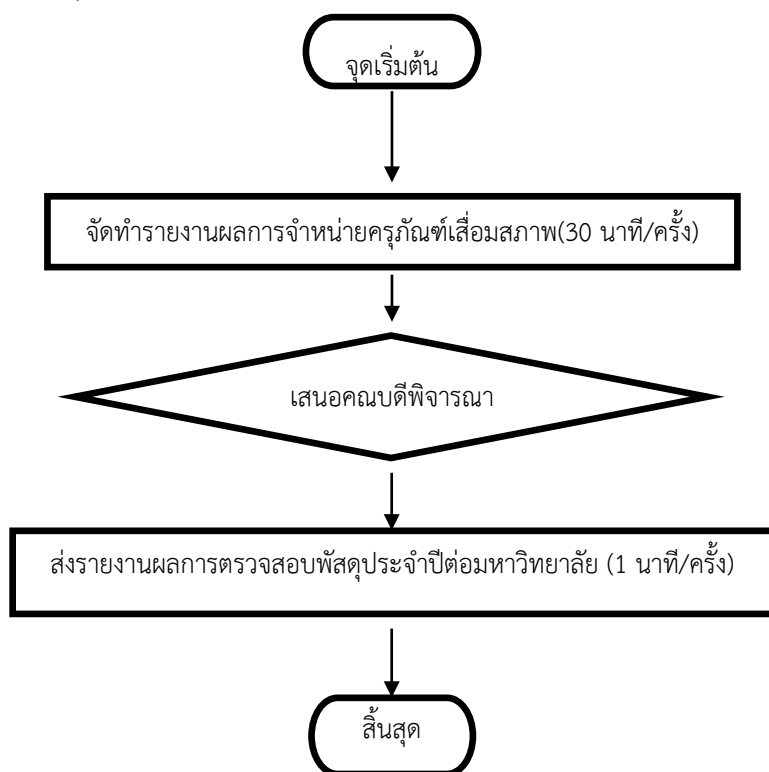 จุดเริ่มต้น
จัดทำรายงานผลการจำหน่ายครุภัณฑ์เสื่อมสภาพ(30 นาที/ครั้ง)
เสนอคณบดีพิจารณา
ส่งรายงานผลการตรวจสอบพัสดุประจำปีต่อมหาวิทยาลัย (1 นาที/ครั้ง)
สิ้นสุด